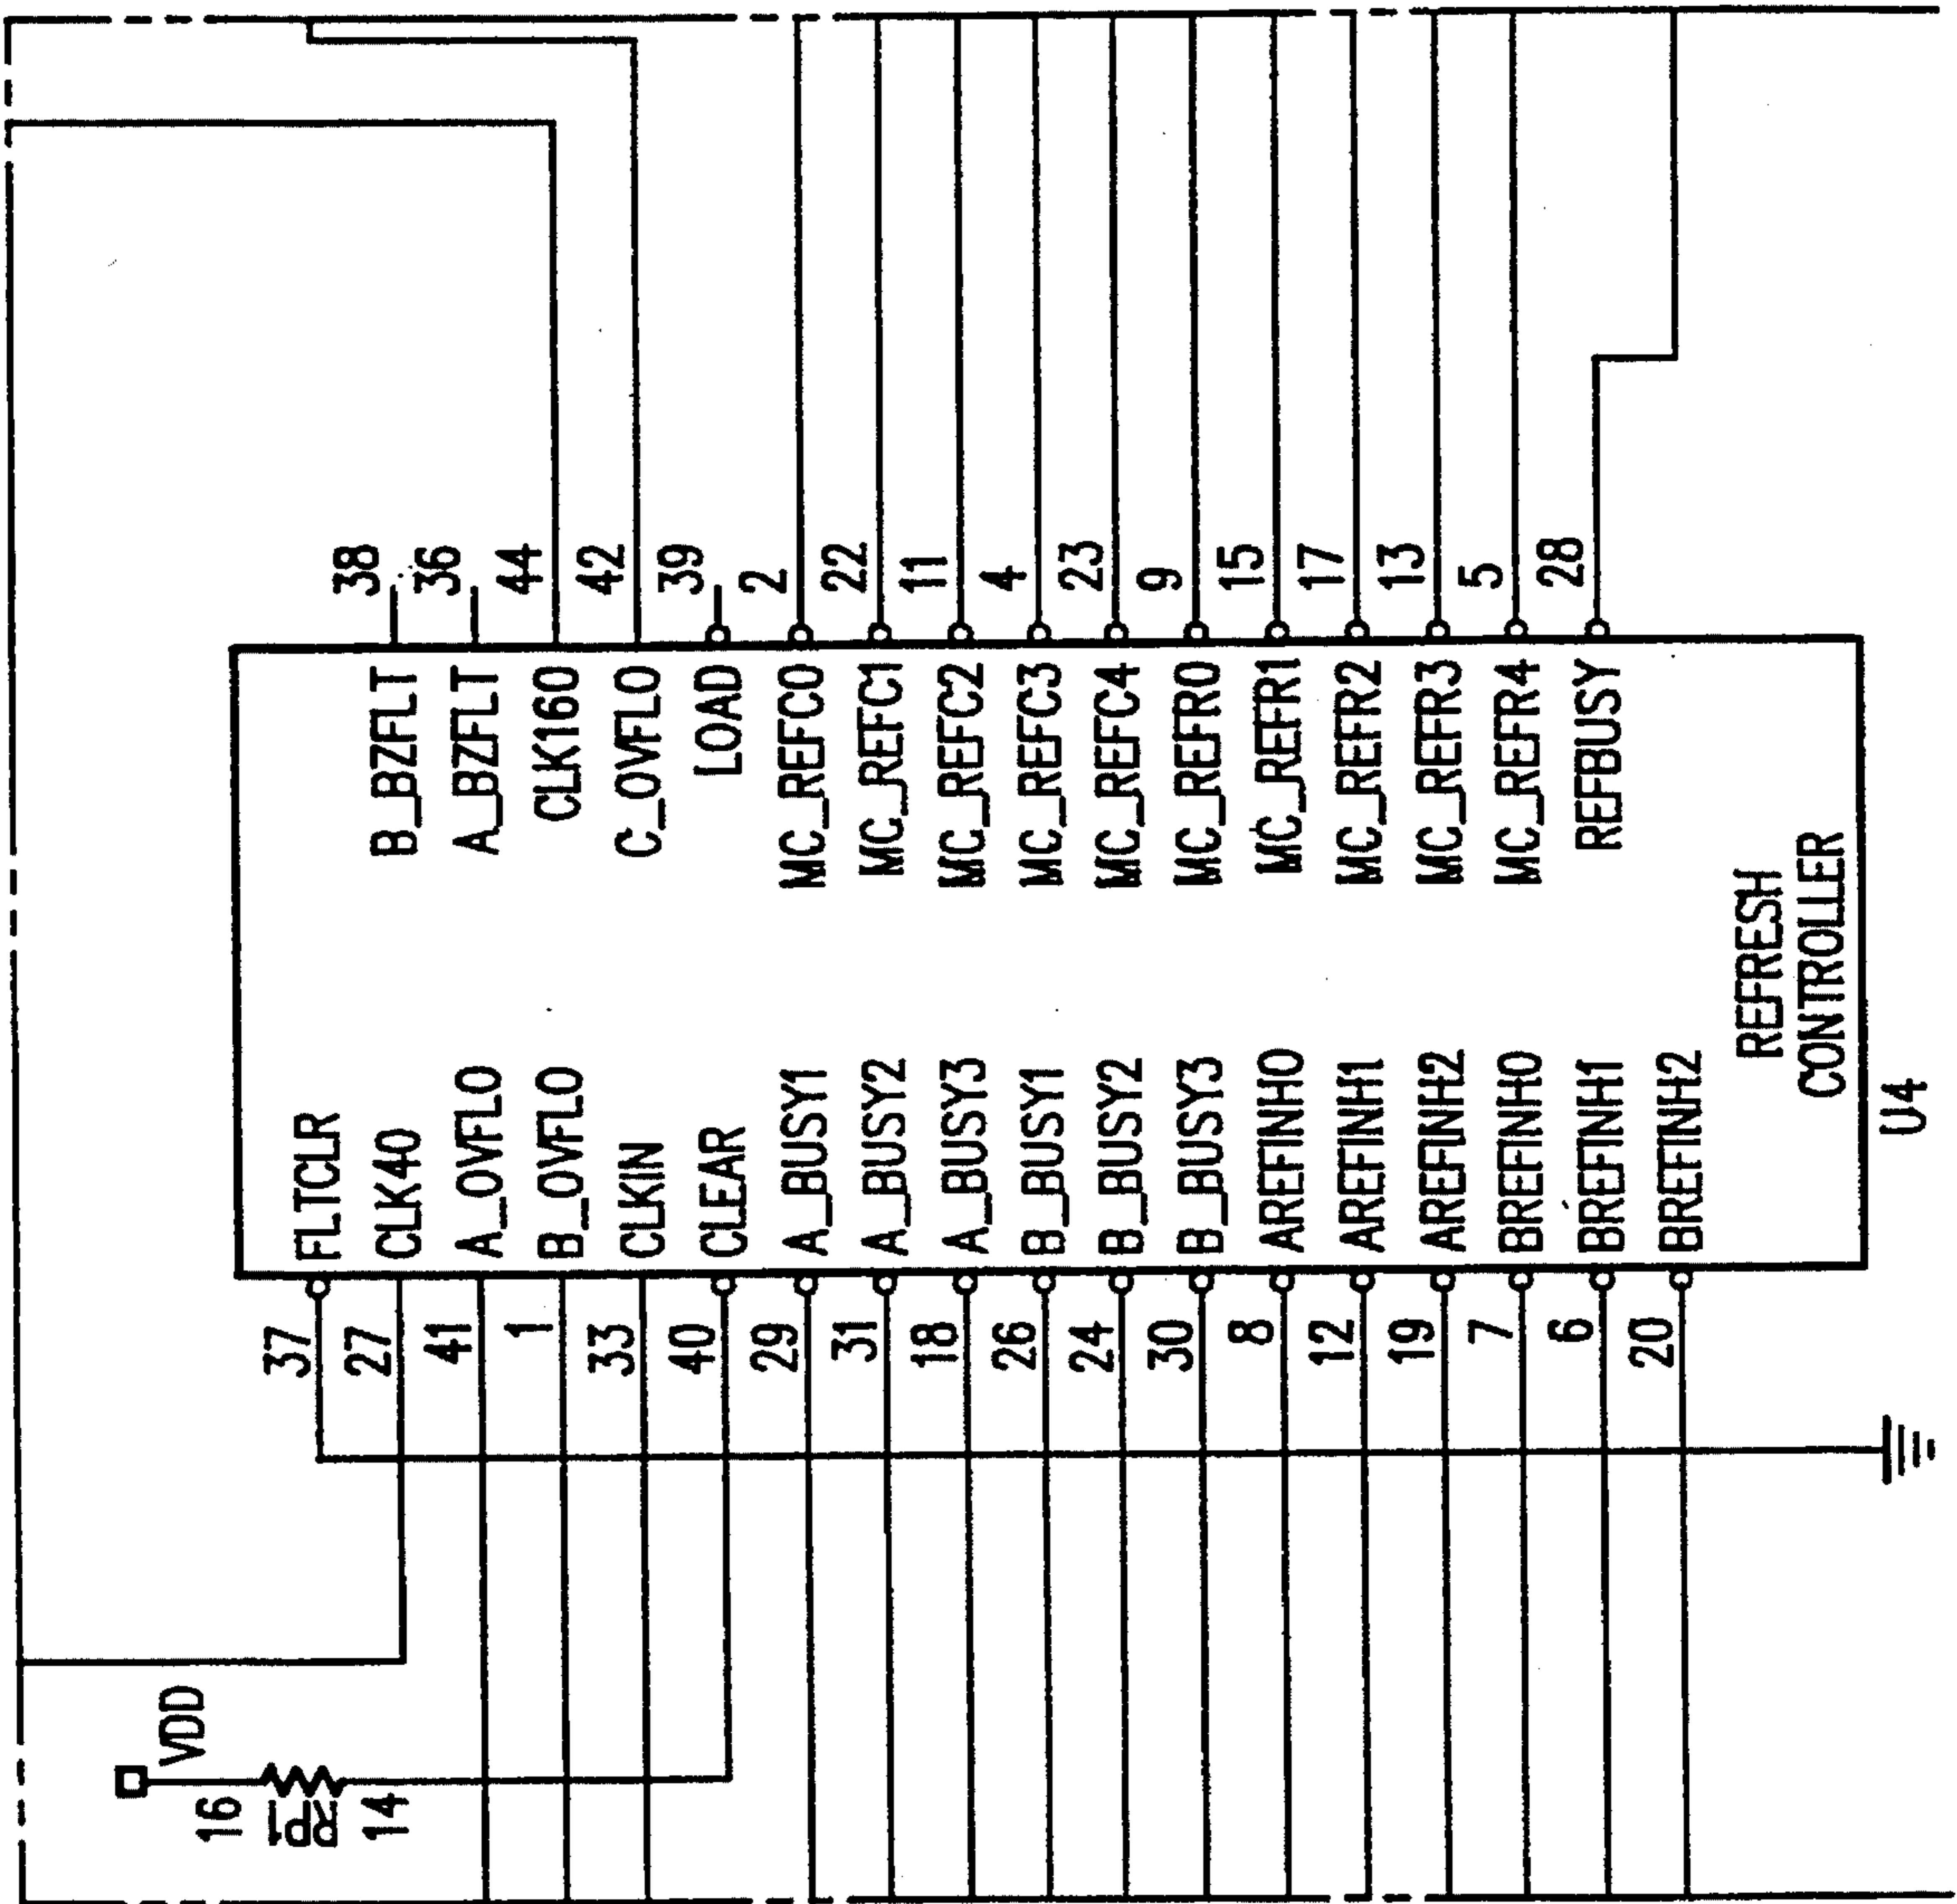 38
36
44
42
39
2
22
11
4
23
9
15
17
13
5
28
B_BZFLT
A_BZFLT
CLK160
C_OVFLO
LOAD
MC_REFC0
MC_REFC1
MC_REFC2
MC_REFC3
MC_REFC4
MC_REFR0
MC_REFR1
MC_REFR2
MC_REFR3
MC_REFR4
REFBUSY
REFRESH
CONTROLLER
U4
FLTCLR
CLK40
A_OVFLO
B_OVFLO
CLKIN
CLEAR
A_BUSY1
A_BUSY2
A_BUSY3
B_BUSY1
B_BUSY2
B_BUSY3
AREFINH0
AREFINH1
AREFINH2
BREFINH0
BREFINH1
BREFINH2
37
27
41
1
33
40
29
31
18
26
24
30
8
12
19
7
6
20
VDD
16
RP1
14